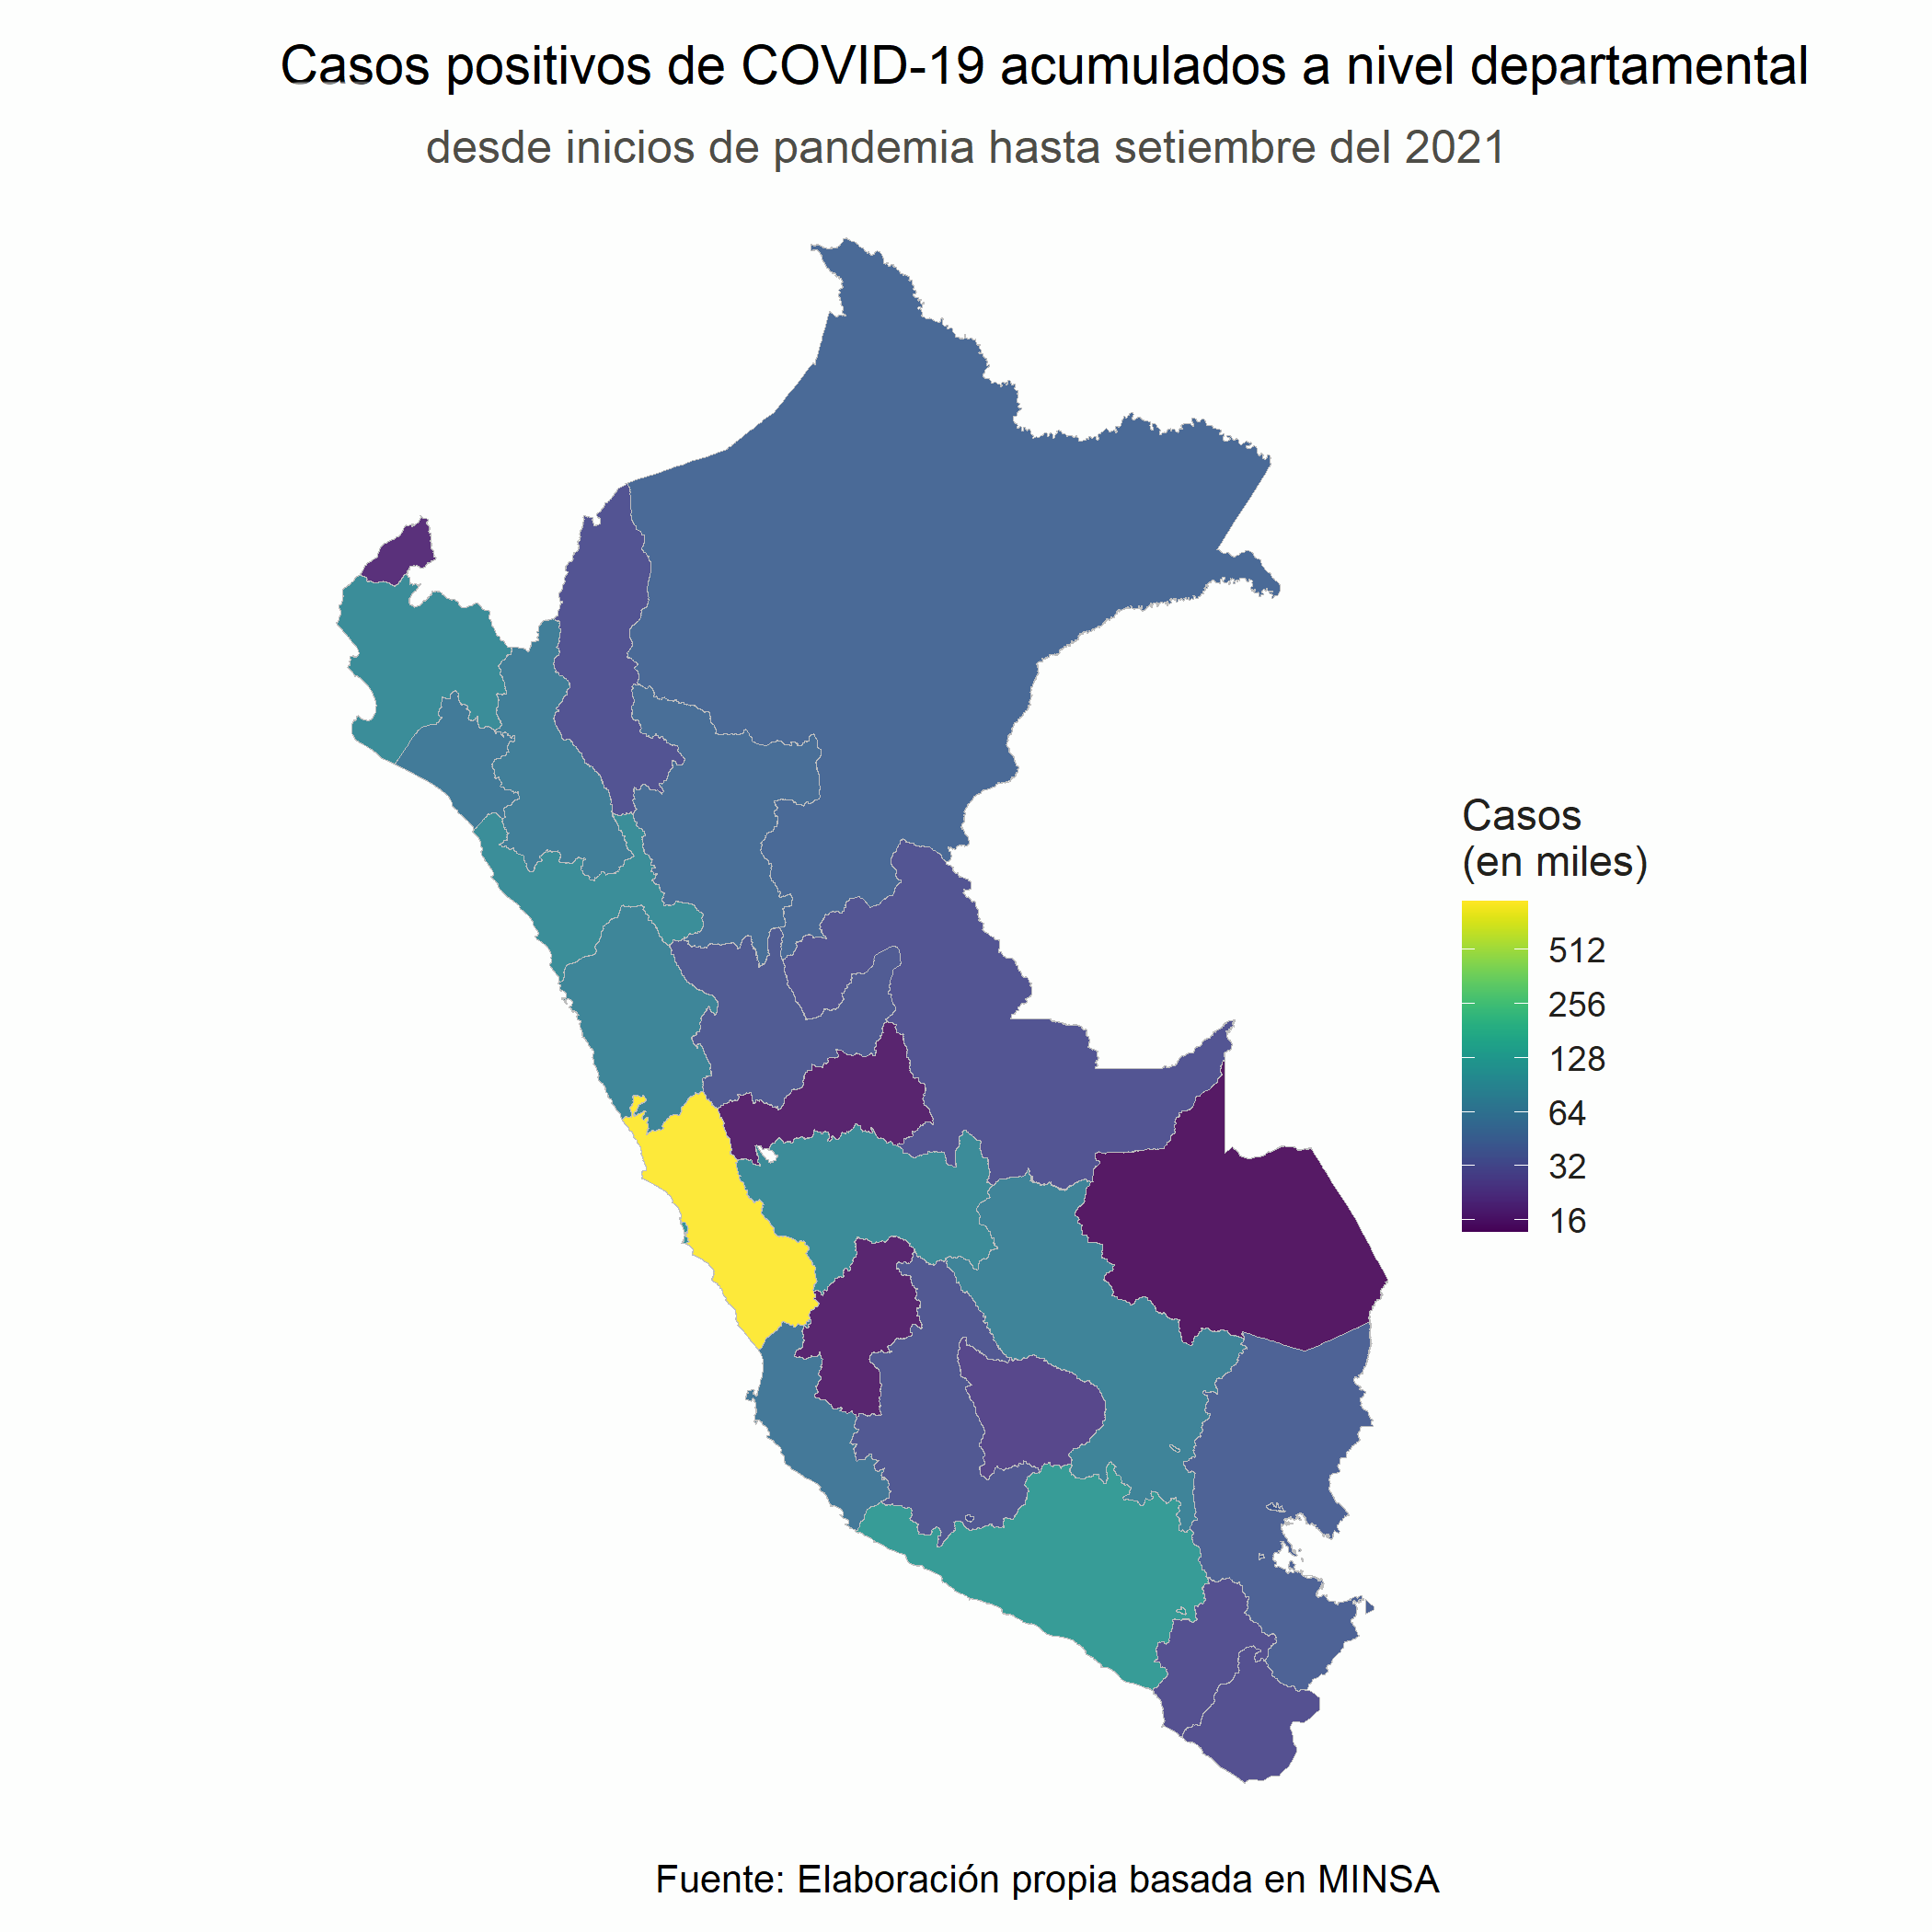 Casos positivos de COVID-19 acumulados a nivel departamental
desde inicios de pandemia hasta setiembre del 2021
Casos
(en miles)
512
256
128
64
32
16
Fuente: Elaboración propia basada en MINSA